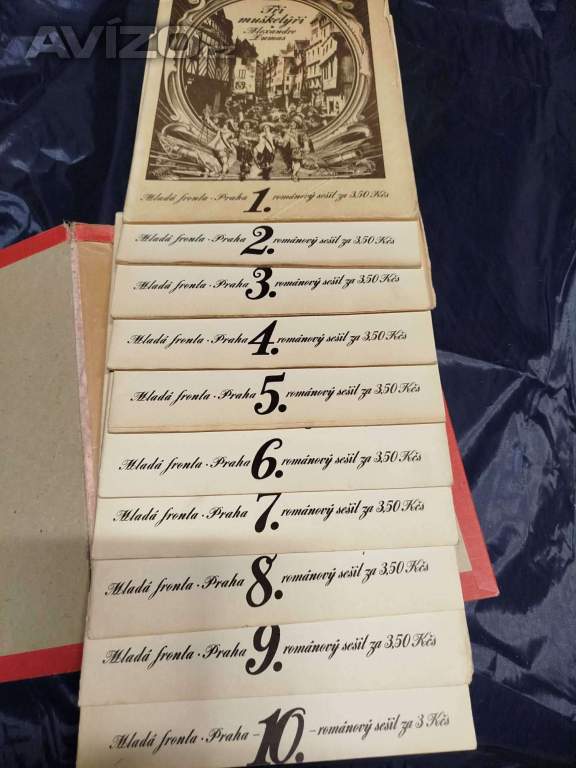 AVÍZO
Tři
mušketýři
Alexandre
Dumas
Mladá fronta · Praha 1. románový sešit za 3,50 Kčs
Mladá fronta · Praha 2. románový sešit za 3,50 Kčs
Mladá fronta · Praha 3. románový sešit za 3,50 Kčs
Mladá fronta · Praha 4. románový sešit za 3,50 Kčs
Mladá fronta · Praha 5. románový sešit za 3,50 Kčs
Mladá fronta · Praha 6. románový sešit za 3,50 Kčs
Mladá fronta · Praha 7. románový sešit za 3,50 Kčs
Mladá fronta · Praha 8. románový sešit za 3,50 Kčs
Mladá fronta · Praha 9. románový sešit za 3,50 Kčs
Mladá fronta · Praha – 10. – románový sešit za 3 Kčs